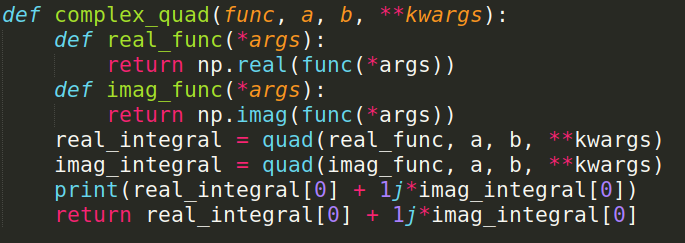 def complex_quad(func, a, b, **kwargs):
    def real_func(*args):
        return np.real(func(*args))
    def imag_func(*args):
        return np.imag(func(*args))
    real_integral = quad(real_func, a, b, **kwargs)
    imag_integral = quad(imag_func, a, b, **kwargs)
    print(real_integral[0] + 1j*imag_integral[0])
    return real_integral[0] + 1j*imag_integral[0]